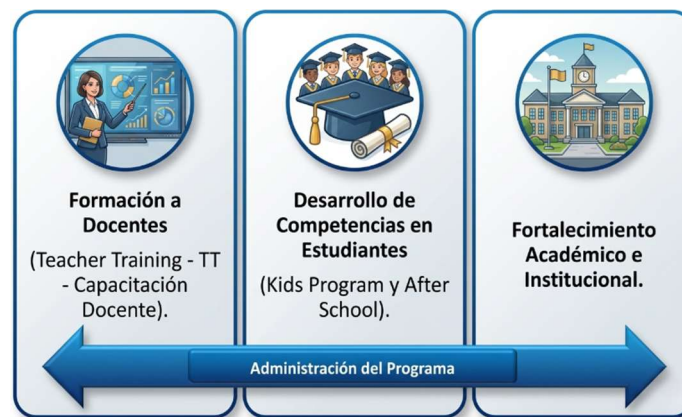 Formación a
Docentes
(Teacher Training - TT
- Capacitación
Docente).
Desarrollo de
Competencias en
Estudiantes
(Kids Program y After
School).
Fortalecimiento
Académico e
Institucional.
Administración del Programa